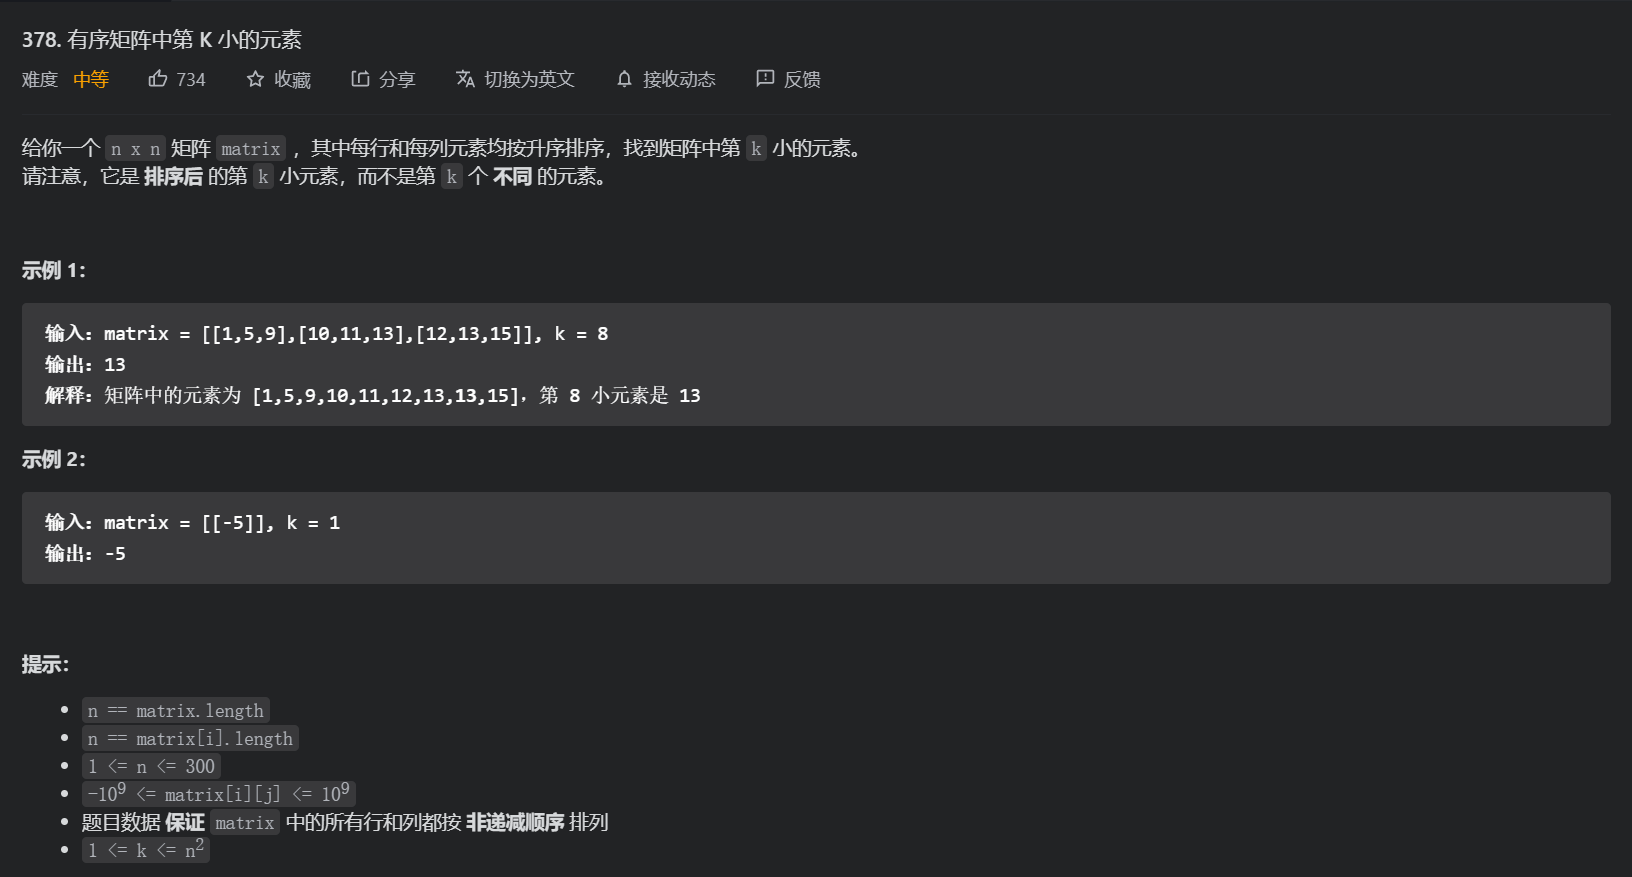 378. 有序矩阵中第 K 小的元素
难度 中等 734 收藏 分享 切换为英文 接收动态 反馈
给你一个 n x n 矩阵 matrix ，其中每行和每列元素均按升序排序，找到矩阵中第 k 小的元素。
请注意，它是 排序后 的第 k 小元素，而不是第 k 个 不同 的元素。
示例 1：
输入：matrix = [[1,5,9],[10,11,13],[12,13,15]], k = 8
输出：13
解释：矩阵中的元素为 [1,5,9,10,11,12,13,13,15]，第 8 小元素是 13
示例 2：
输入：matrix = [[-5]], k = 1
输出：-5
提示：
n == matrix.length
n == matrix[i].length
1 <= n <= 300
-10⁹ <= matrix[i][j] <= 10⁹
题目数据 保证 matrix 中的所有行和列都按 非递减顺序 排列
1 <= k <= n²